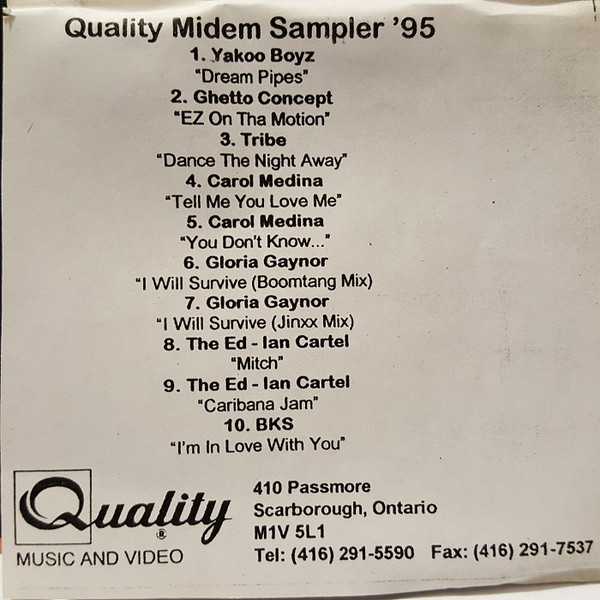 Quality Midem Sampler '95
1. Yakoo Boyz
"Dream Pipes"
2. Ghetto Concept
"EZ On Tha Motion"
3. Tribe
"Dance The Night Away"
4. Carol Medina
"Tell Me You Love Me"
5. Carol Medina
"You Don't Know..."
6. Gloria Gaynor
"I Will Survive (Boomtang Mix)
7. Gloria Gaynor
"I Will Survive (Jinxx Mix)
8. The Ed - Ian Cartel
"Mitch"
9. The Ed - Ian Cartel
"Caribana Jam"
10. BKS
"I'm In Love With You"
Quality ®
MUSIC AND VIDEO
410 Passmore
Scarborough, Ontario
M1V 5L1
Tel: (416) 291-5590 Fax: (416) 291-7537